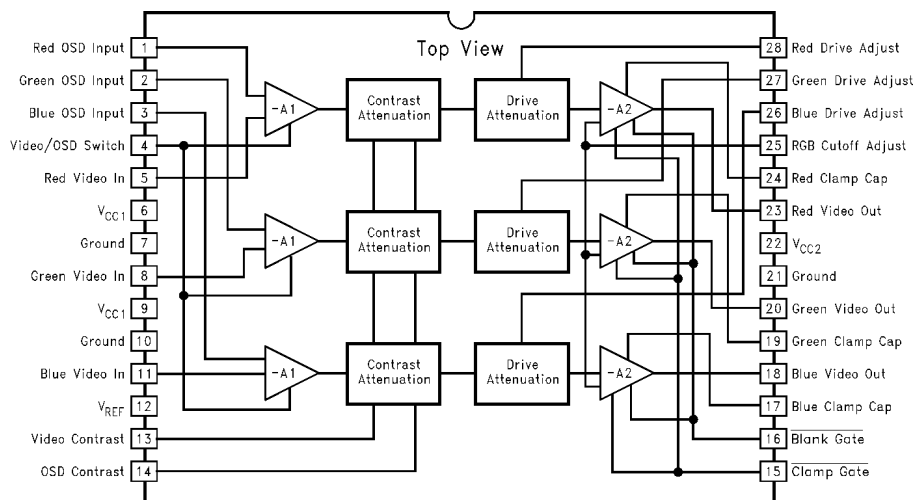 Top View
Red OSD Input 1
Green OSD Input 2
Blue OSD Input 3
Video/OSD Switch 4
Red Video In 5
VCC1 6
Ground 7
Green Video In 8
VCC1 9
Ground 10
Blue Video In 11
VREF 12
Video Contrast 13
OSD Contrast 14
-A1
Contrast
Attenuation
Drive
Attenuation
-A2
-A1
Contrast
Attenuation
Drive
Attenuation
-A2
-A1
Contrast
Attenuation
Drive
Attenuation
-A2
28 Red Drive Adjust
27 Green Drive Adjust
26 Blue Drive Adjust
25 RGB Cutoff Adjust
24 Red Clamp Cap
23 Red Video Out
22 VCC2
21 Ground
20 Green Video Out
19 Green Clamp Cap
18 Blue Video Out
17 Blue Clamp Cap
16 Blank Gate
15 Clamp Gate